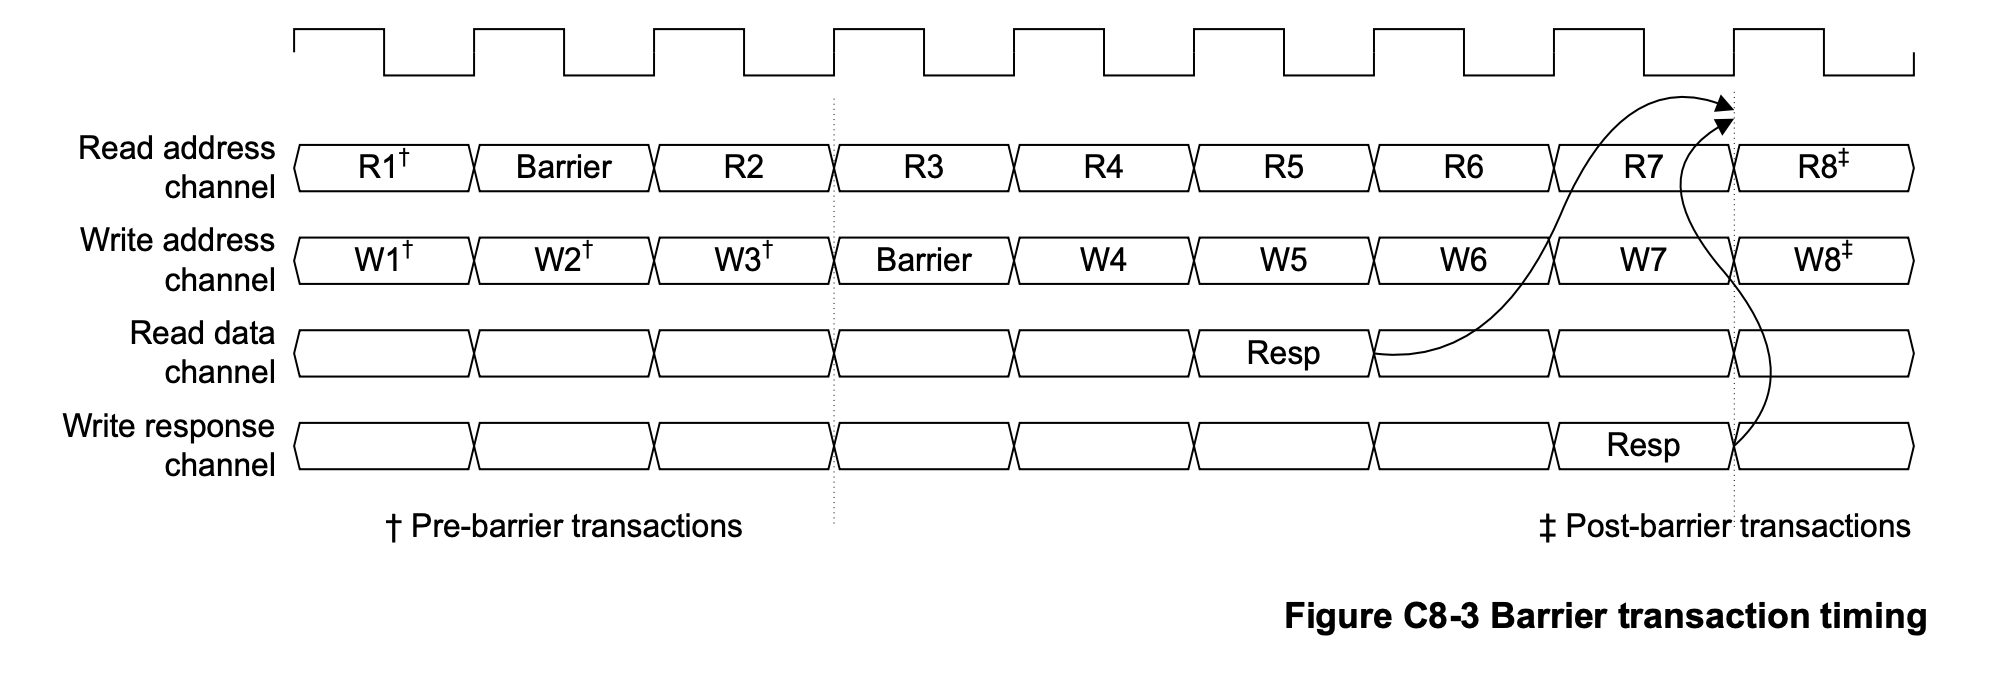 Read address
channel
R1† Barrier R2 R3 R4 R5 R6 R7 R8‡
Write address
channel
W1† W2† W3† Barrier W4 W5 W6 W7 W8‡
Read data
channel
Resp
Write response
channel
Resp
† Pre-barrier transactions
‡ Post-barrier transactions
Figure C8-3 Barrier transaction timing